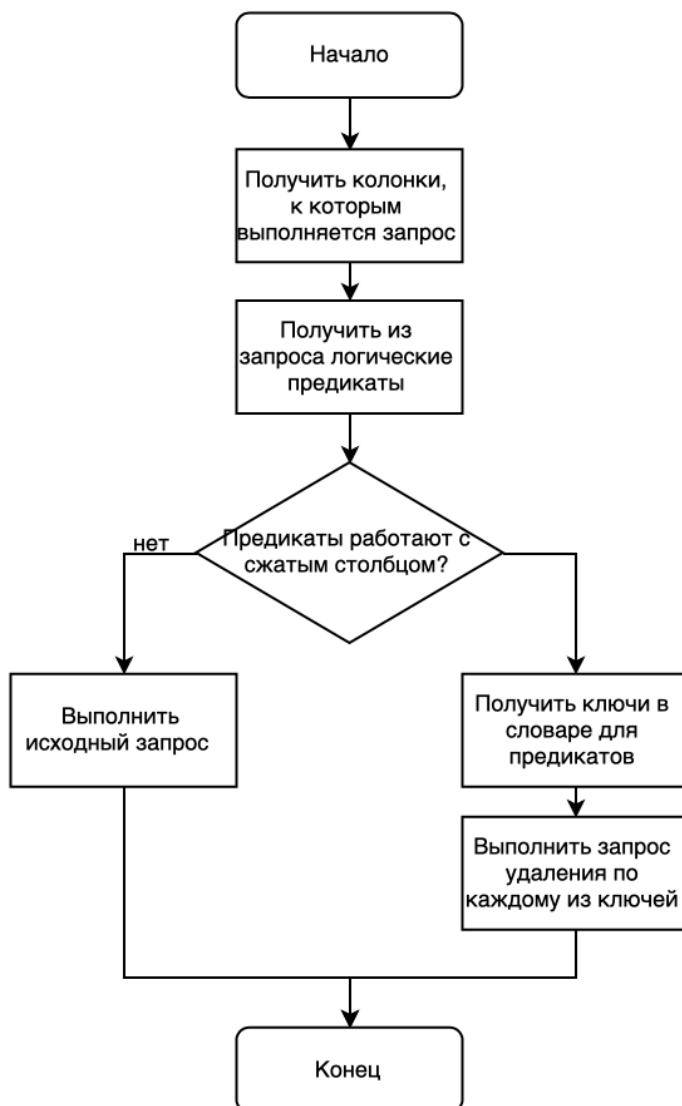 Начало
Получить колонки,
к которым
выполняется запрос
Получить из
запроса логические
предикаты
Предикаты работают с
сжатым столбцом?
нет
Выполнить
исходный запрос
Получить ключи в
словаре для
предикатов
Выполнить запрос
удаления по
каждому из ключей
Конец